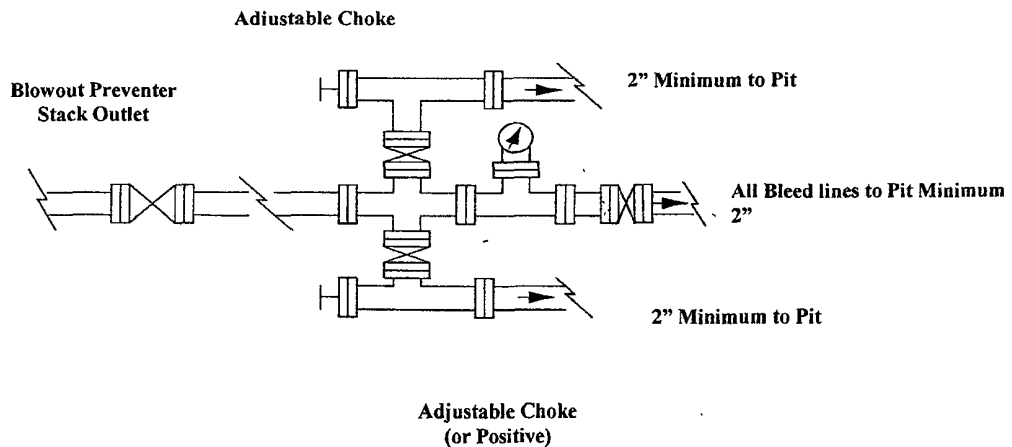 Adjustable Choke
2” Minimum to Pit
Blowout Preventer
Stack Outlet
All Bleed lines to Pit Minimum
2”
2” Minimum to Pit
Adjustable Choke
(or Positive)